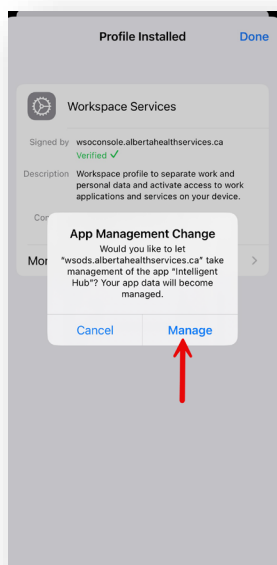 Profile Installed
Done
Workspace Services
Signed by wsoconsole.albertahealthservices.ca
Verified ✓
Description Workspace profile to separate work and
personal data and activate access to work
applications and services on your device.
App Management Change
Would you like to let
"wsods.albertahealthservices.ca" take
management of the app "Intelligent
Hub"? Your app data will become
managed.
Cancel
Manage